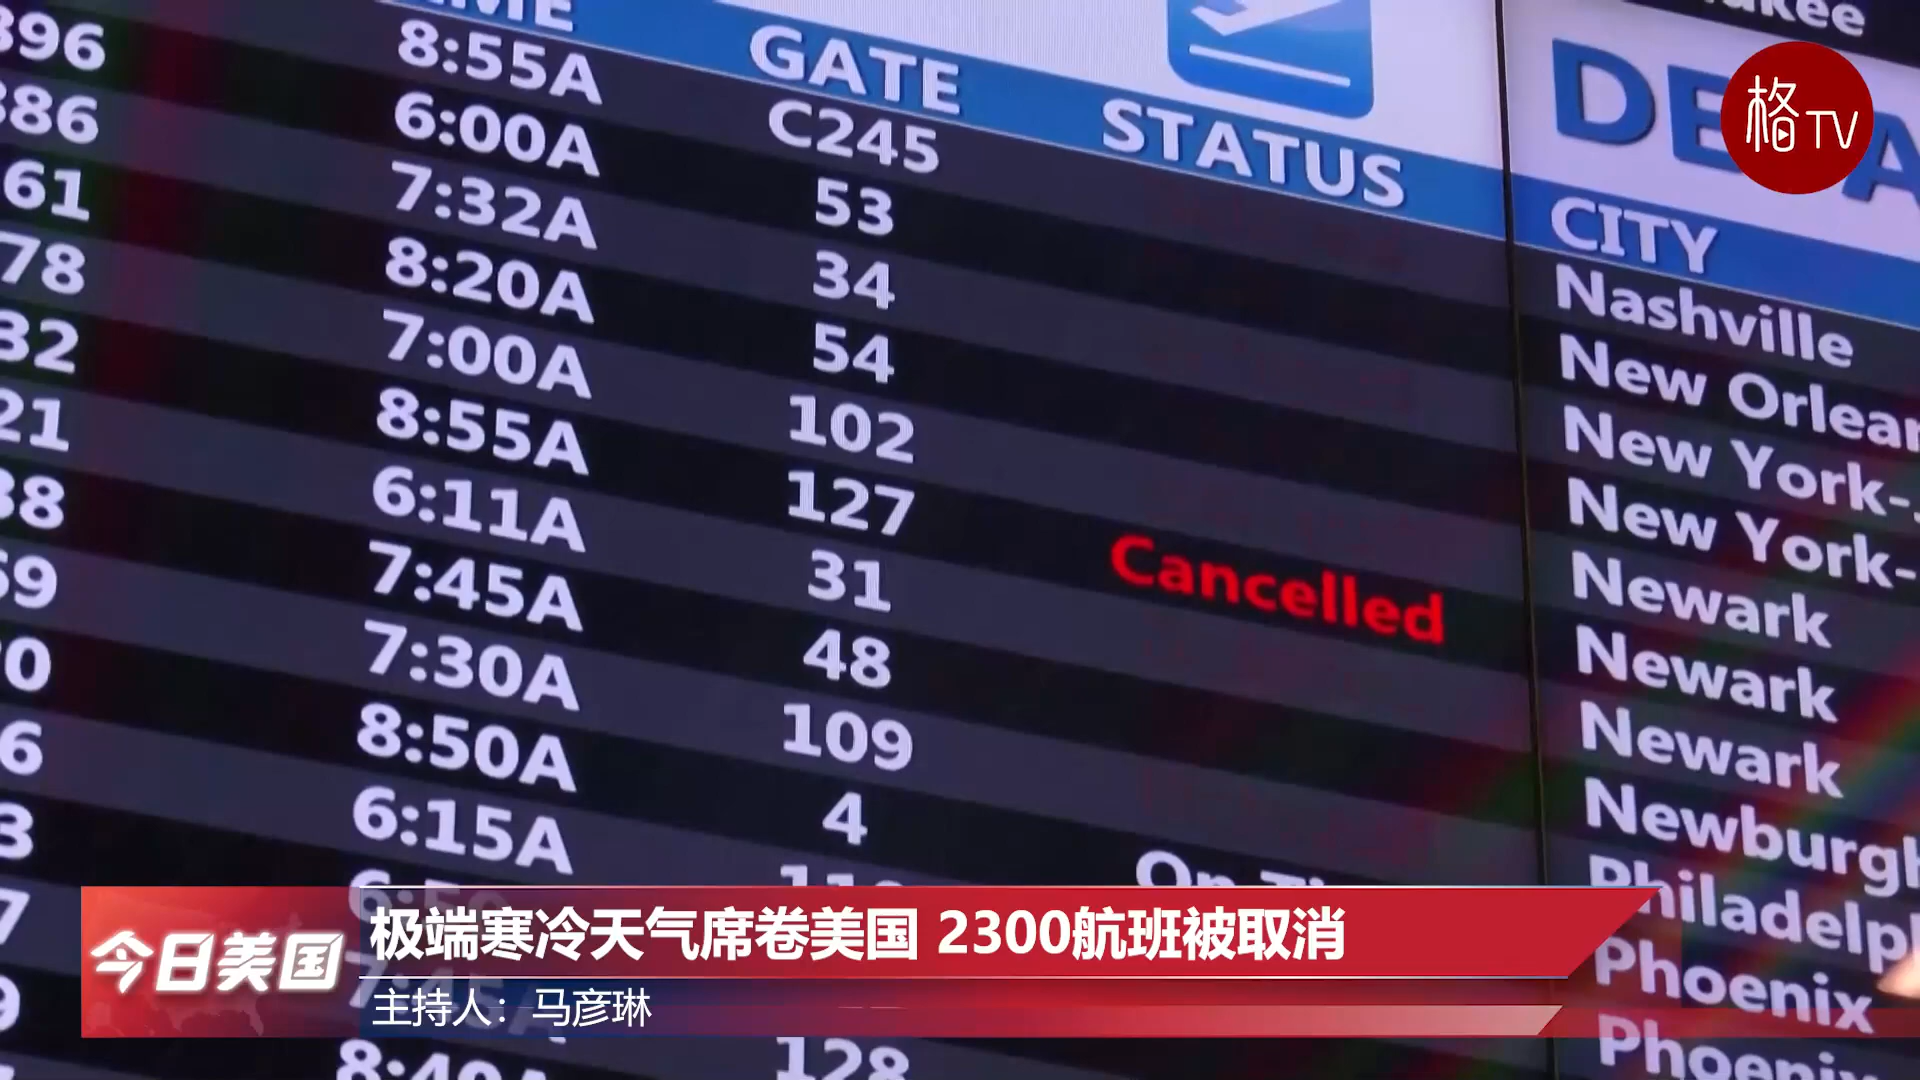 GATE
STATUS
8:55A C245
6:00A 53
7:32A 34
8:20A 54
7:00A 102
8:55A 127
6:11A 31 Cancelled
7:45A 48
7:30A 109
8:50A 4
6:15A
128
格TV
CITY
Nashville
New
New York-
New York-
Newark
Newark
Newark
Phoenix
Phoenix
今日美国
极端寒冷天气席卷美国 2300航班被取消
主持人：马彦琳